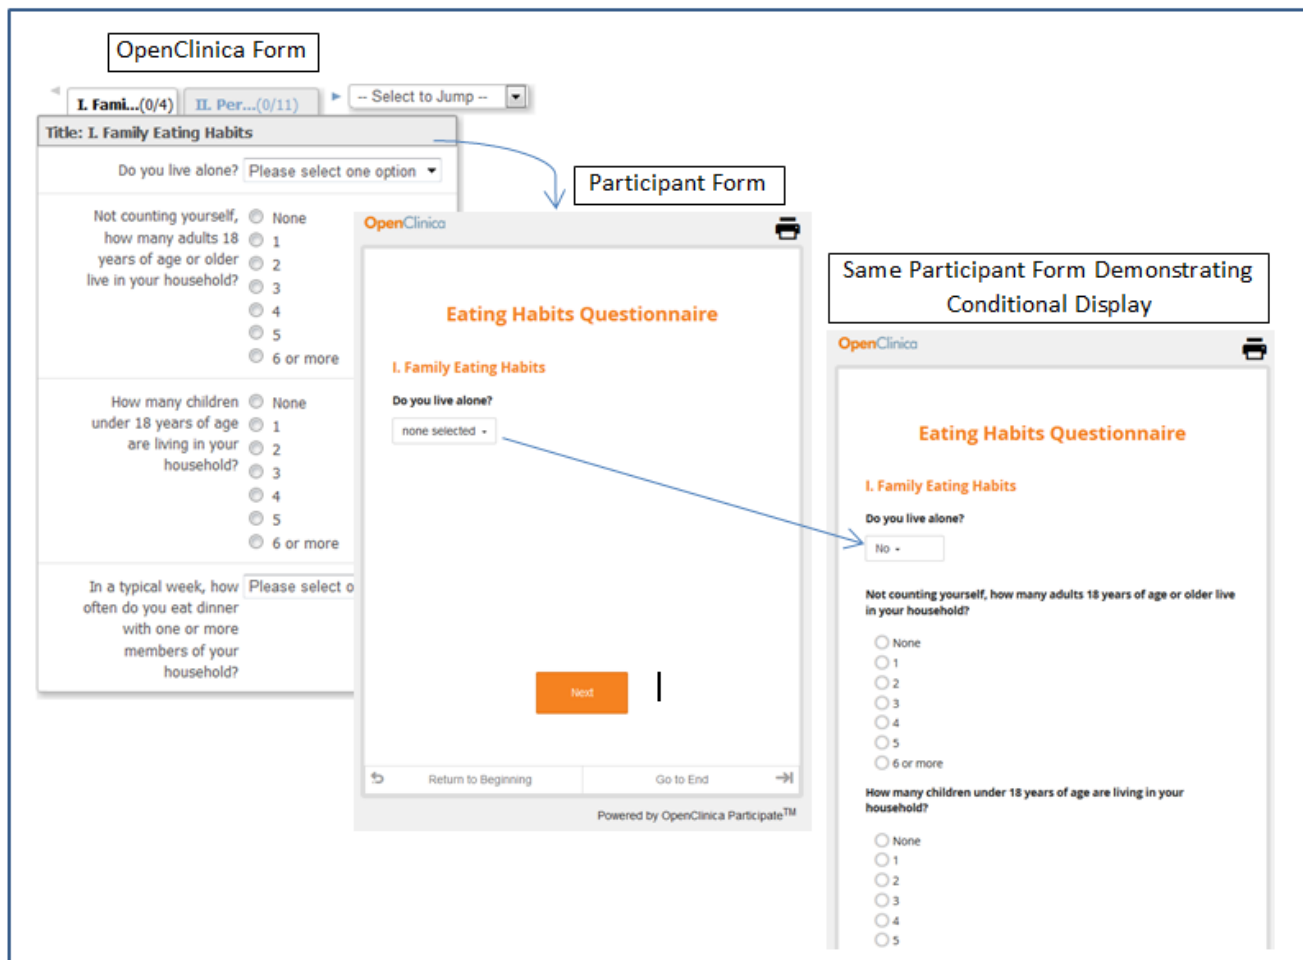 OpenClinica Form
I. Fami...(0/4)
II. Per...(0/11)
-- Select to Jump --
Title: I. Family Eating Habits
Do you live alone?
Please select one option
Not counting yourself,
how many adults 18
years of age or older
live in your household?
None
1
2
3
4
5
6 or more
How many children
under 18 years of age
are living in your
household?
None
1
2
3
4
5
6 or more
In a typical week, how
often do you eat dinner
with one or more
members of your
household?
Please select o
Participant Form
OpenClinica
Eating Habits Questionnaire
I. Family Eating Habits
Do you live alone?
none selected
Next
Return to Beginning
Go to End
Powered by OpenClinica Participate™
Same Participant Form Demonstrating
Conditional Display
OpenClinica
Eating Habits Questionnaire
I. Family Eating Habits
Do you live alone?
No
Not counting yourself, how many adults 18 years of age or older live
in your household?
None
1
2
3
4
5
6 or more
How many children under 18 years of age are living in your
household?
None
1
2
3
4
5